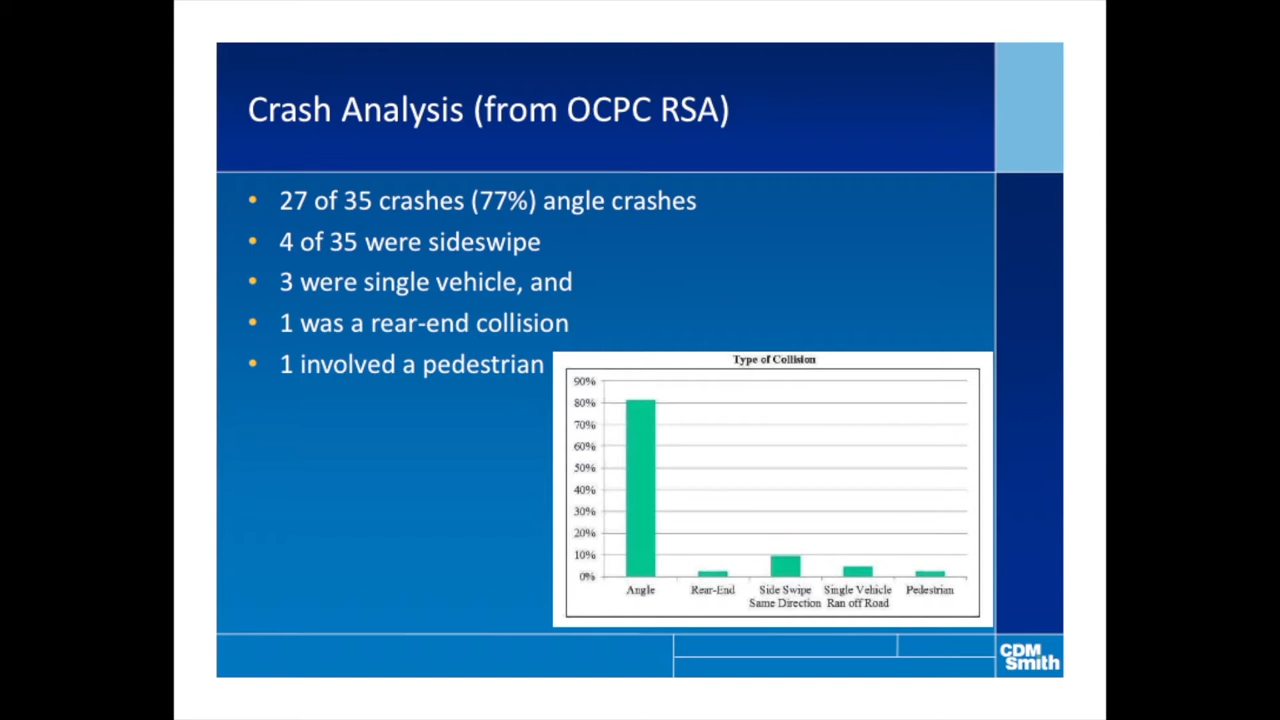 Crash Analysis (from OCPC RSA)
• 27 of 35 crashes (77%) angle crashes
• 4 of 35 were sideswipe
• 3 were single vehicle, and
• 1 was a rear-end collision
• 1 involved a pedestrian
Type of Collision
90%
80%
70%
60%
50%
40%
30%
20%
10%
0%
Angle Rear-End Side Swipe Single Vehicle Pedestrian
Same Direction Ran off Road
CDM
Smith